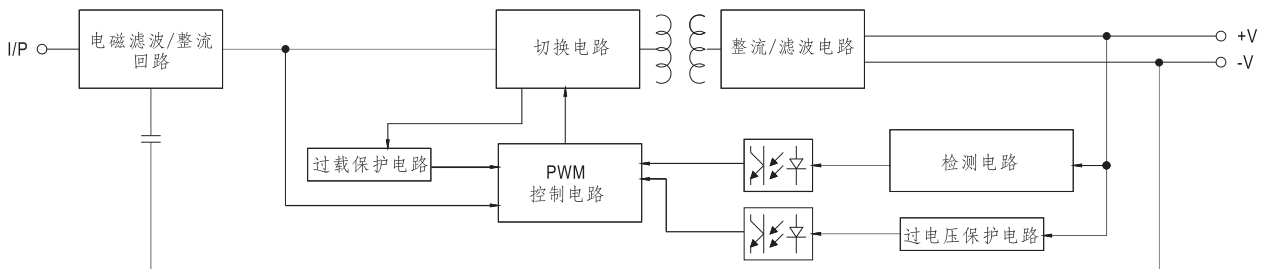 I/P
电磁滤波/整流
回路
切换电路
整流/滤波电路
+V
-V
过载保护电路
PWM
控制电路
检测电路
过电压保护电路